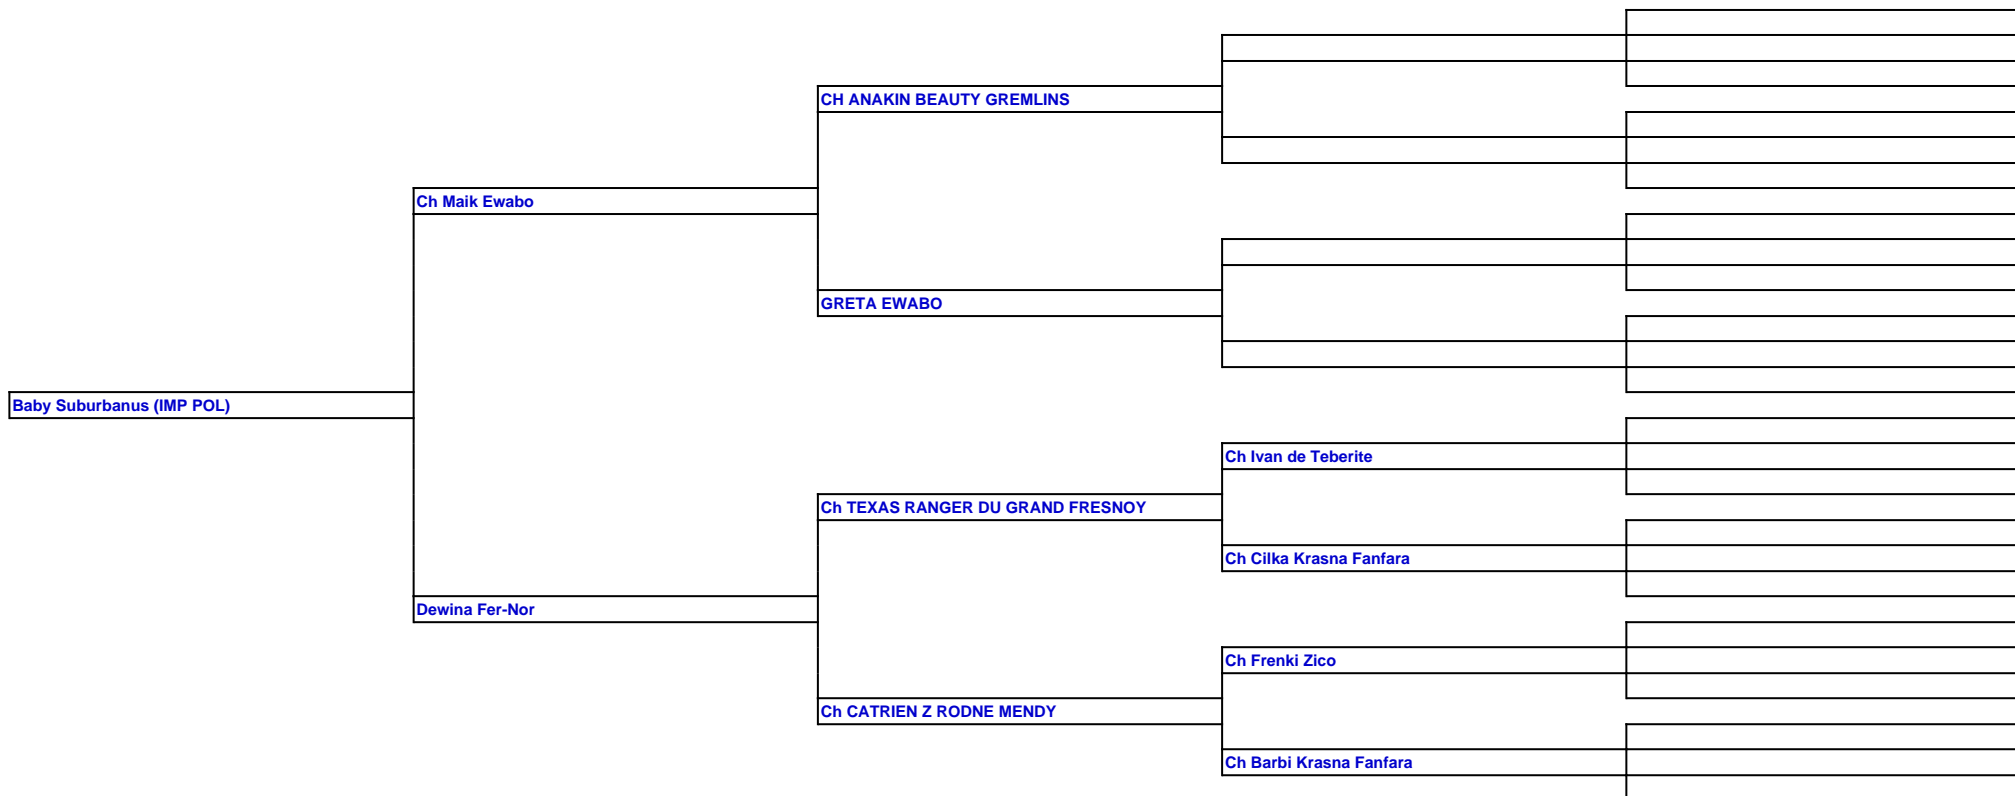 CH ANAKIN BEAUTY GREMLINS
Ch Maik Ewabo
GRETA EWABO
Baby Suburbanus (IMP POL)
Ch Ivan de Teberite
Ch TEXAS RANGER DU GRAND FRESNOY
Ch Cilka Krasna Fanfara
Dewina Fer-Nor
Ch Frenki Zico
Ch CATRIEN Z RODNE MENDY
Ch Barbi Krasna Fanfara